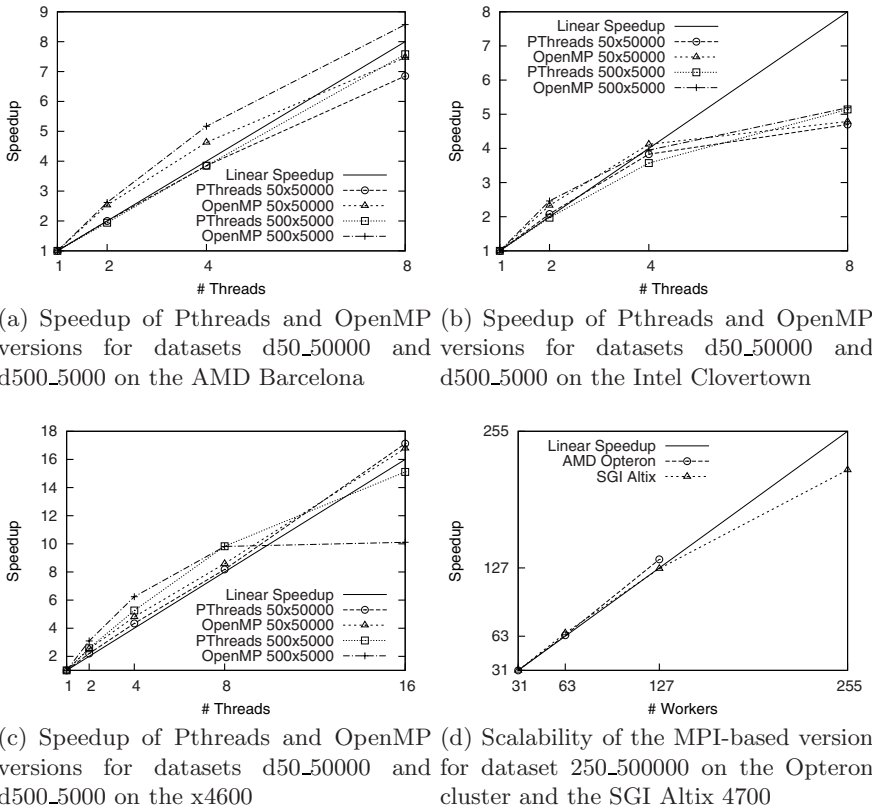 9
8
7
6
5
4
3
2
1
Speedup
Linear Speedup
PThreads 50x50000
OpenMP 50x50000
PThreads 500x5000
OpenMP 500x5000
1 2 4 8
# Threads
8
7
6
5
4
3
2
1
Speedup
Linear Speedup
PThreads 50x50000
OpenMP 50x50000
PThreads 500x5000
OpenMP 500x5000
1 2 4 8
# Threads
(a) Speedup of Pthreads and OpenMP
versions for datasets d50_50000 and
d500_5000 on the AMD Barcelona
(b) Speedup of Pthreads and OpenMP
versions for datasets d50_50000 and
d500_5000 on the Intel Clovertown
18
16
14
12
10
8
6
4
2
Speedup
Linear Speedup
PThreads 50x50000
OpenMP 50x50000
PThreads 500x5000
OpenMP 500x5000
1 2 4 8 16
# Threads
255
127
63
31
Speedup
Linear Speedup
AMD Opteron
SGI Altix
31 63 127 255
# Workers
(c) Speedup of Pthreads and OpenMP
versions for datasets d50_50000 and
d500_5000 on the x4600
(d) Scalability of the MPI-based version
for dataset 250_500000 on the Opteron
cluster and the SGI Altix 4700